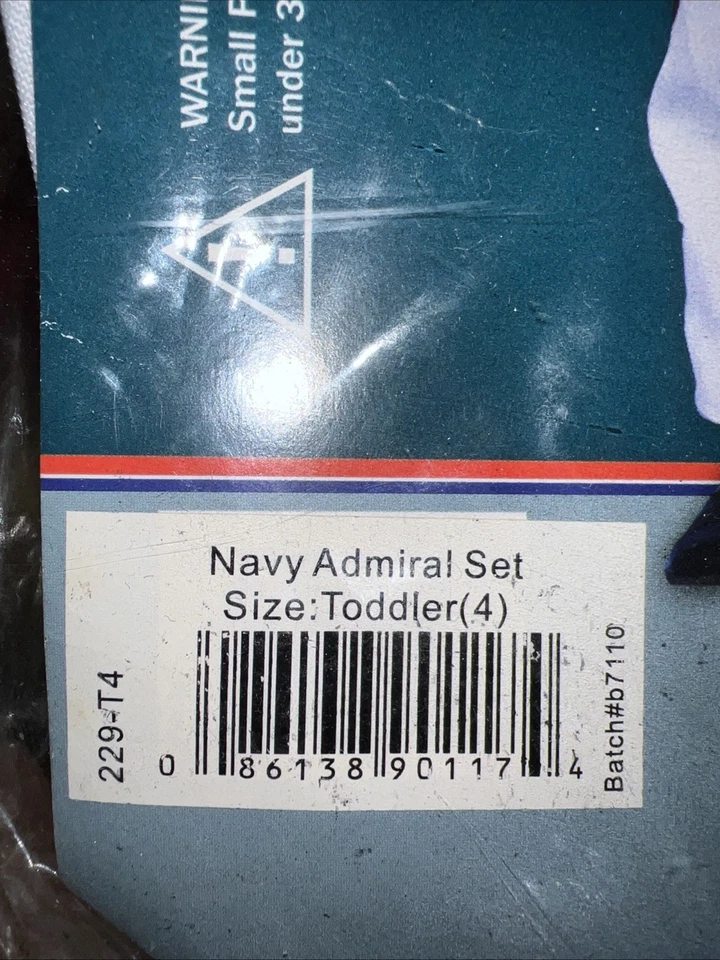 WARNI
Small F
under 3
Navy Admiral Set
Size:Toddler(4)
229-T4
Batch#b7110
0 86138 90117 4